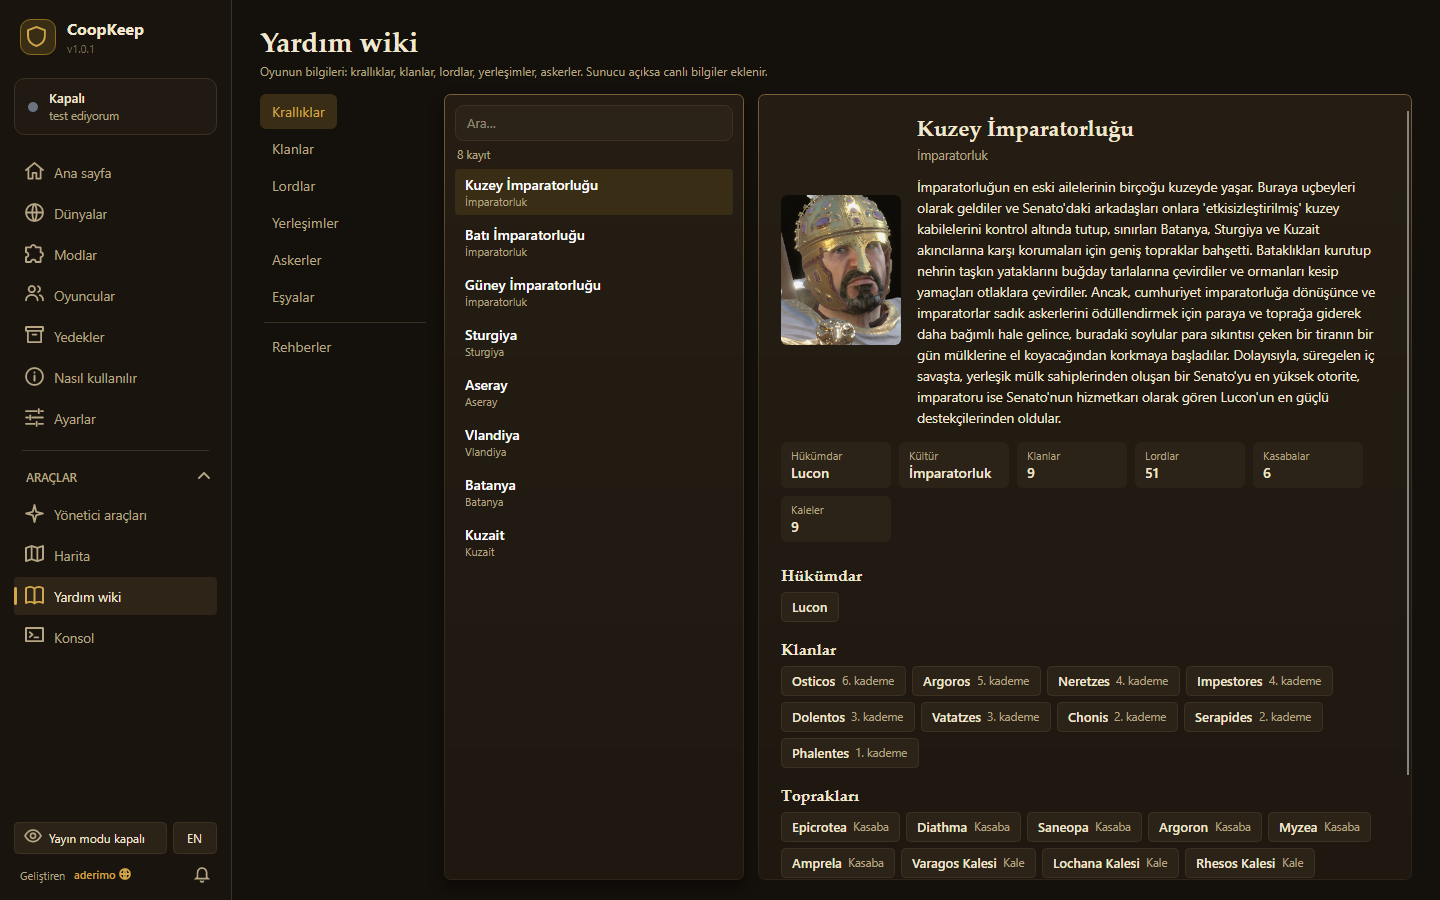 CoopKeep
v1.0.1
Kapalı
test ediyorum
Ana sayfa
Dünyalar
Modlar
Oyuncular
Yedekler
Nasıl kullanılır
Ayarlar
ARAÇLAR
Yönetici araçları
Harita
Yardım wiki
Konsol
Yayın modu kapalı
EN
Geliştiren aderimo
Yardım wiki
Oyunun bilgileri: krallıklar, klanlar, lordlar, yerleşimler, askerler. Sunucu açıksa canlı bilgiler eklenir.
Krallıklar
Klanlar
Lordlar
Yerleşimler
Askerler
Eşyalar
Rehberler
Ara...
8 kayıt
Kuzey İmparatorluğu
İmparatorluk
Batı İmparatorluğu
İmparatorluk
Güney İmparatorluğu
İmparatorluk
Sturgiya
Sturgiya
Aseray
Aseray
Vlandiya
Vlandiya
Batanya
Batanya
Kuzait
Kuzait
Kuzey İmparatorluğu
İmparatorluk
İmparatorluğun en eski ailelerinin birçoğu kuzeyde yaşar. Buraya uçbeyleri
olarak geldiler ve Senato'daki arkadaşları onlara 'etkisizleştirilmiş' kuzey
kabilelerini kontrol altında tutup, sınırları Batanya, Sturgiya ve Kuzait
akıncılarına karşı korumaları için geniş topraklar bahşetti. Bataklıkları kurutup
nehrin taşkın yataklarını buğday tarlalarına çevirdiler ve ormanları kesip
yamaçları otlaklara çevirdiler. Ancak, cumhuriyet imparatorluğa dönüşünce ve
imparatorlar sadık askerlerini ödüllendirmek için paraya ve toprağa giderek
daha bağımlı hale gelince, buradaki soylular para sıkıntısı çeken bir tiranın bir
gün mülklerine el koyacağından korkmaya başladılar. Dolayısıyla, süregelen iç
savaşta, yerleşik mülk sahiplerinden oluşan bir Senato'yu en yüksek otorite,
imparatoru ise Senato'nun hizmetkarı olarak gören Lucon'un en güçlü
destekçilerinden oldular.
Hükümdar
Lucon
Kültür
İmparatorluk
Klanlar
9
Lordlar
51
Kasabalar
6
Kaleler
9
Hükümdar
Lucon
Klanlar
Osticos 6. kademe
Argoros 5. kademe
Neretzes 4. kademe
Impestores 4. kademe
Dolentos 3. kademe
Vatatzes 3. kademe
Chonis 2. kademe
Serapides 2. kademe
Phalentes 1. kademe
Toprakları
Epicrotea Kasaba
Diathma Kasaba
Saneopa Kasaba
Argoron Kasaba
Myzea Kasaba
Amprela Kasaba
Varagos Kalesi Kale
Lochana Kalesi Kale
Rhesos Kalesi Kale